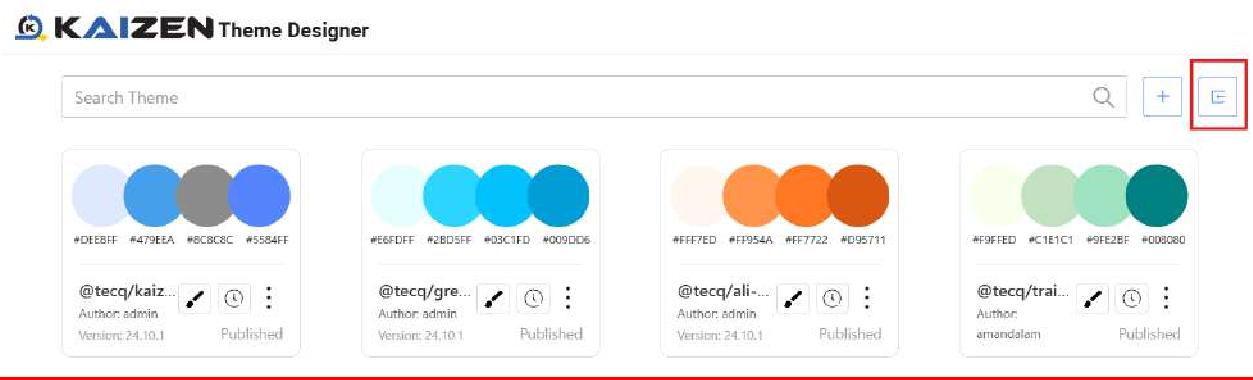 KAIZEN Theme Designer
Search Theme
#DEE8FF #479EEA #8C8C8C #5584FF
#E6FDFF #2BD5FF #03C1FD #009DD6
#FFF7ED #FF954A #FF7722 #D95711
#F9FFED #C1E1C1 #9FE2BF #008080
@tecq/kaiz...
Author: admin
Version: 24.10.1 Published
@tecq/gre...
Author: admin
Version: 24.10.1 Published
@tecq/ali-...
Author: admin
Version: 24.10.1 Published
@tecq/trai...
Author:
amandalam Published